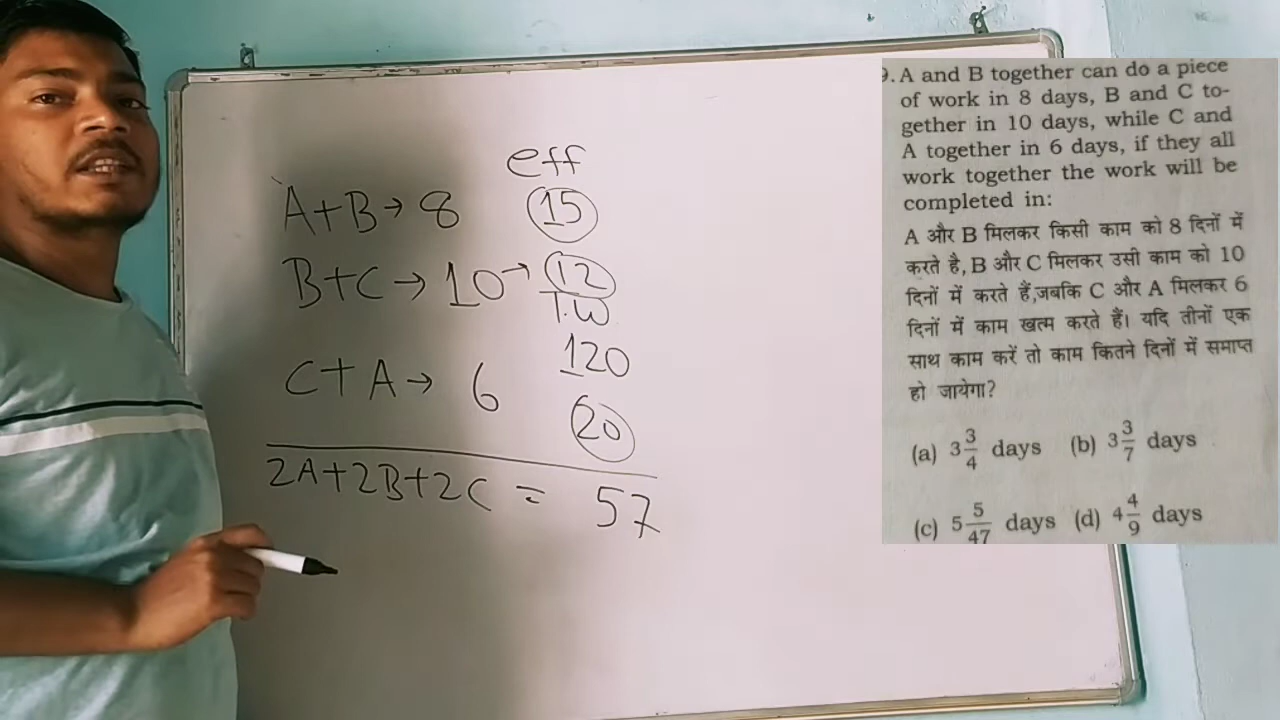 eff
A+B→8 15
B+C→10→12
T.W
120
C+A→ 6
20
2A+2B+2C = 57
9. A and B together can do a piece
of work in 8 days, B and C to-
gether in 10 days, while C and
A together in 6 days, if they all
work together the work will be
completed in:
A और B मिलकर किसी काम को 8 दिनों में
करते है, B और C मिलकर उसी काम को 10
दिनों में करते हैं,जबकि C और A मिलकर 6
दिनों में काम खत्म करते हैं। यदि तीनों एक
साथ काम करें तो काम कितने दिनों में समाप्त
हो जायेगा?
(a) 3 3/4 days (b) 3 3/7 days
(c) 5 5/47 days (d) 4 4/9 days